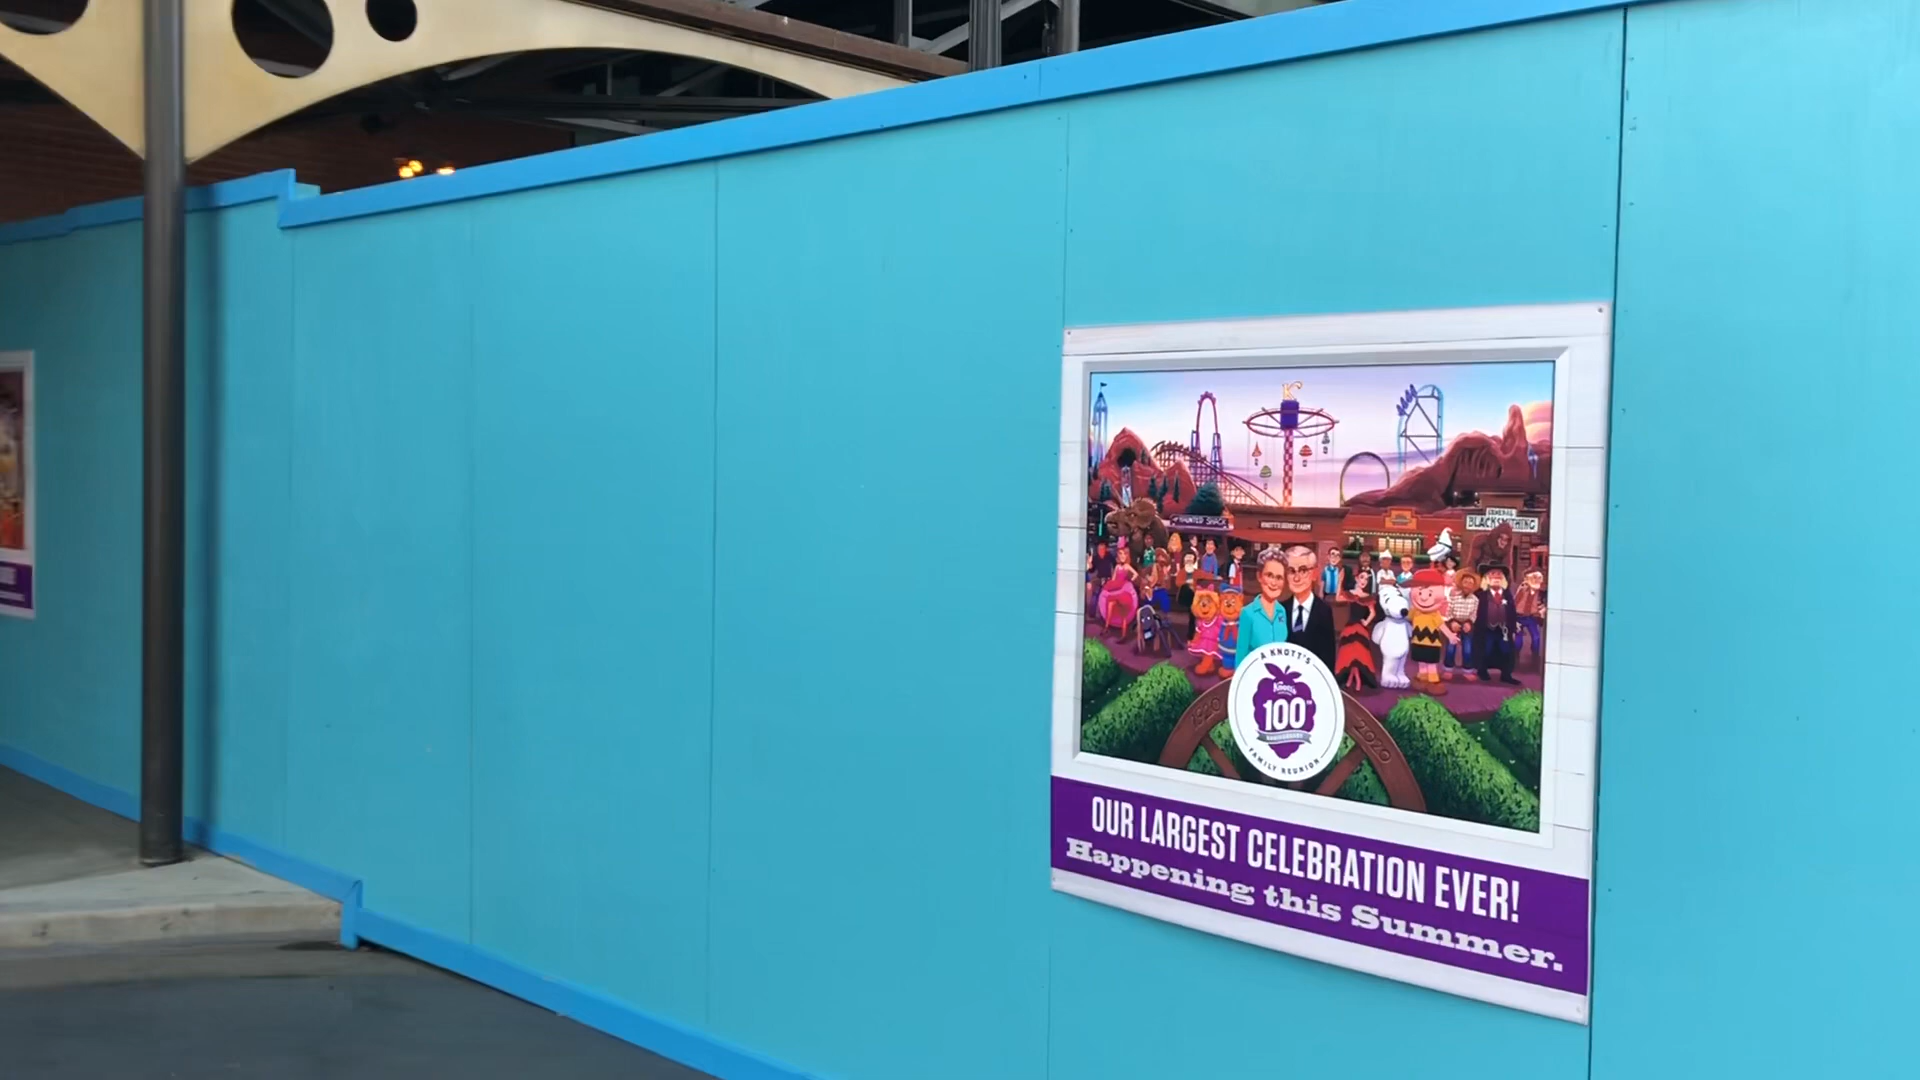 K
HAUNTED SHACK
KNOTT'S BERRY FARM
GENERAL
BLACKSMITHING
A KNOTT'S
Knott's
100
ANNIVERSARY
FAMILY REUNION
1920
2020
OUR LARGEST CELEBRATION EVER!
Happening this Summer.